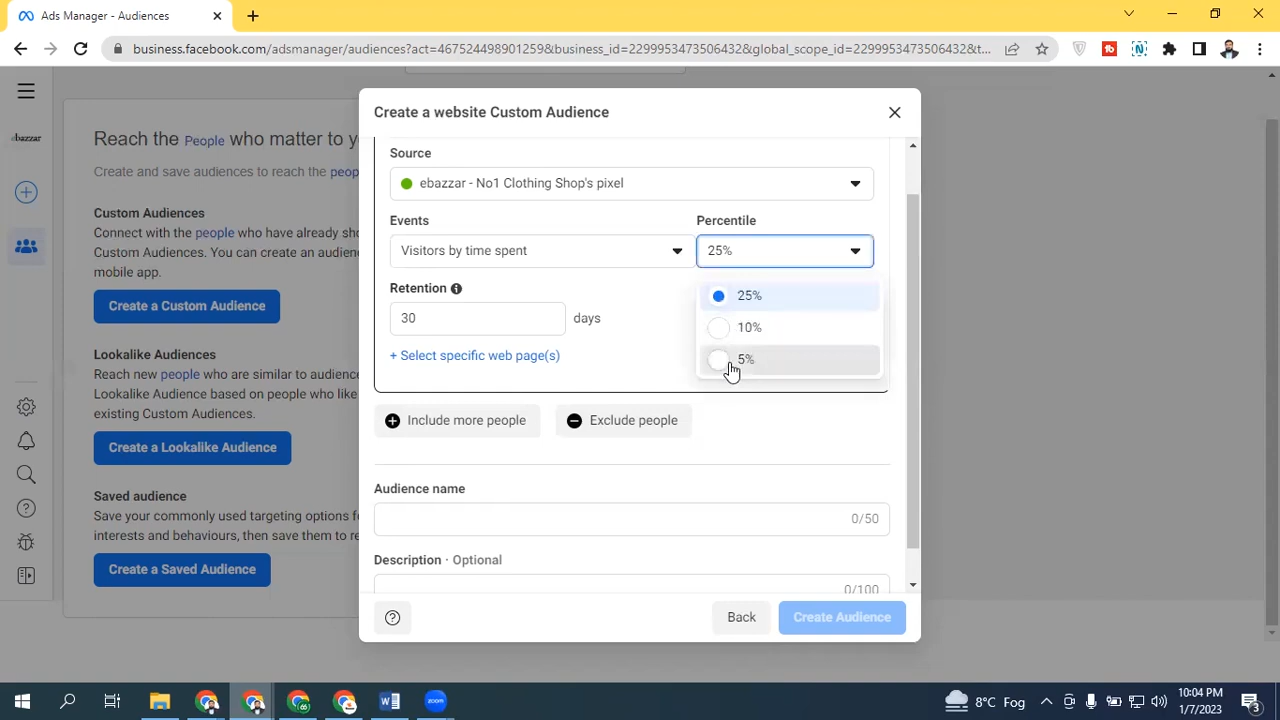 Ads Manager - Audiences
business.facebook.com/adsmanager/audiences?act=467524498901259&business_id=2299953473506432&global_scope_id=2299953473506432&t...
ebazzar
Reach the People who matter to yo
Create and save audiences to reach the peop
Custom Audiences
Connect with the people who have already sho
Custom Audiences. You can create an audienc
mobile app.
Create a Custom Audience
Lookalike Audiences
Reach new people who are similar to audienc
Lookalike Audience based on people who like
existing Custom Audiences.
Create a Lookalike Audience
Saved audience
Save your commonly used targeting options fo
interests and behaviours, then save them to re
Create a Saved Audience
Create a website Custom Audience
Source
ebazzar - No1 Clothing Shop's pixel
Events
Percentile
Visitors by time spent
25%
25%
10%
5%
Retention
30
days
+ Select specific web page(s)
Include more people
Exclude people
Audience name
0/50
Description · Optional
0/100
Back
Create Audience
zoom
8°C Fog
10:04 PM
1/7/2023
3